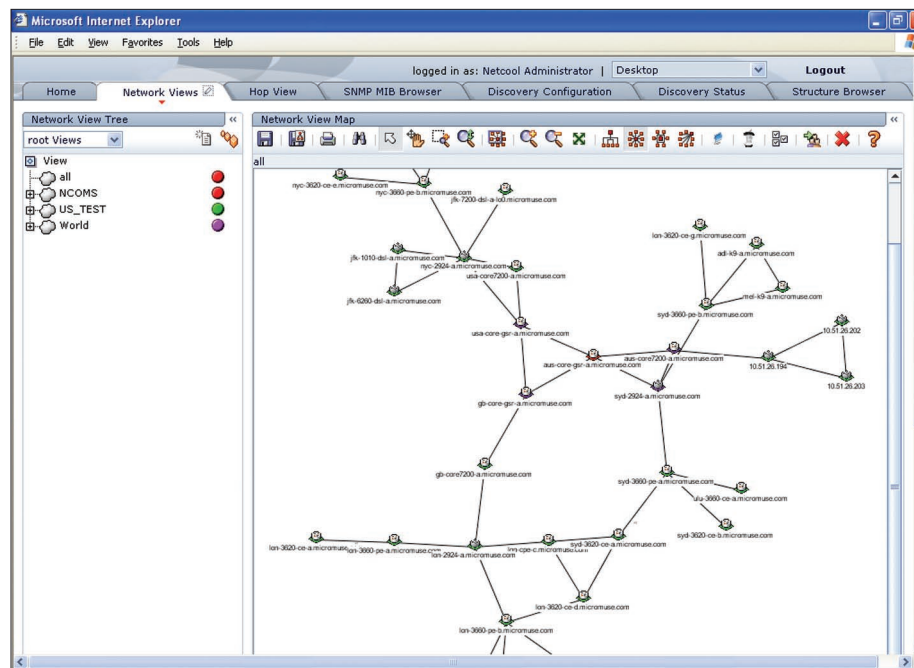 Microsoft Internet Explorer
File Edit View Favorites Tools Help
logged in as: Netcool Administrator | Desktop Logout
Home Network Views Hop View SNMP MIB Browser Discovery Configuration Discovery Status Structure Browser
Network View Tree
root Views
View
all
NCOMS
US_TEST
World
Network View Map
all
nyc-3620-ce-e.micromuse.com
nyc-3660-pe-b.micromuse.com
jfk-7200-dsl-a-lo0.micromuse.com
lon-3620-ce-g.micromuse.com
adl-k9-a.micromuse.com
jfk-1010-dsl-a.micromuse.com
nyc-2924-a.micromuse.com
usa-core7200-a.micromuse.com
jfk-6260-dsl-a.micromuse.com
mel-k9-a.micromuse.com
syd-3660-pe-b.micromuse.com
usa-core-gsr-a.micromuse.com
10.51.26.202
aus-core7200-a.micromuse.com
aus-core-gsr-a.micromuse.com
10.51.26.194
10.51.26.203
syd-2924-a.micromuse.com
gb-core-gsr-a.micromuse.com
gb-core7200-a.micromuse.com
syd-3660-pe-a.micromuse.com
ulu-3660-ce-a.micromuse.com
syd-3620-ce-b.micromuse.com
lon-3620-ce-a.micromuse
lon-3660-pe-a.micromuse.com
lon-2924-a.micromuse.com
lon-cpe-c.micromuse.com
syd-3620-ce-a.micromuse.com
lon-3620-ce-d.micromuse.com
lon-3660-pe-b.micromuse.com